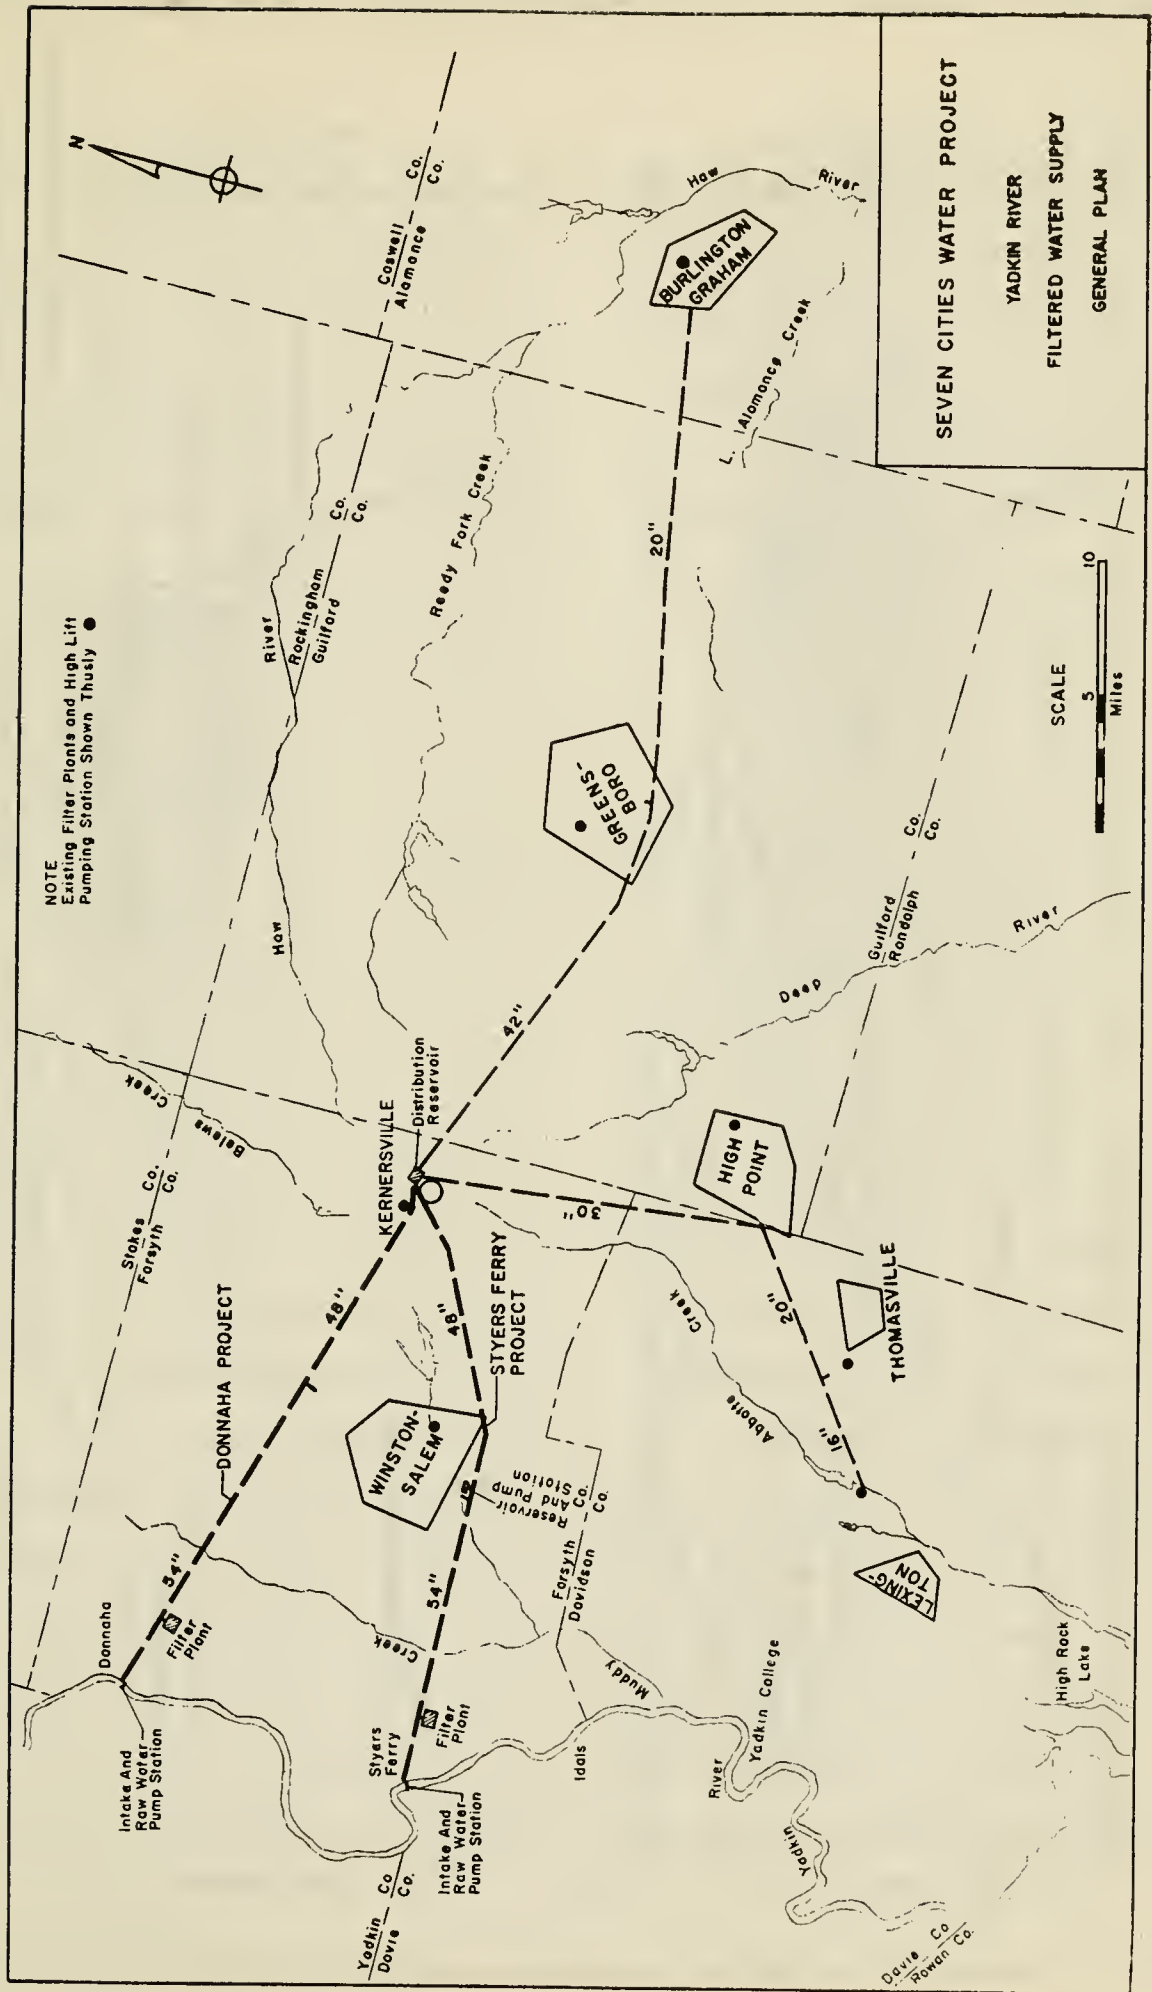 NOTE
Existing Filter Plants and High Lift
Pumping Station Shown Thusly
N
Donnaha
Intake And
Raw Water
Pump Station
Filter
Plant
54"
DONNAHA PROJECT
48"
Stokes Co.
Forsyth Co.
Belews Creek
Haw
River
Rockingham Co.
Guilford Co.
Caswell Co.
Alamance Co.
Reedy Fork Creek
Haw
River
KERNERSVILLE
Distribution
Reservoir
Yadkin Co
Davie Co.
Styers
Ferry
Intake And
Raw Water
Pump Station
Filter
Plant
Creek
54"
WINSTON-
SALEM
Reservoir
And Pump
Station
48"
STYERS FERRY
PROJECT
42"
GREENS-
BORO
20"
BURLINGTON
GRAHAM
L. Alamance Creek
Idals
Muddy
Forsyth Co.
Davidson Co.
30"
HIGH
POINT
Deep
River
Guilford Co.
Randolph Co.
Abbotts
Creek
20"
16"
THOMASVILLE
LEXING-
TON
River
Yadkin College
Yadkin
High Rock
Lake
Davie Co
Rowan Co.
SCALE
5
10
Miles
SEVEN CITIES WATER PROJECT
YADKIN RIVER
FILTERED WATER SUPPLY
GENERAL PLAN